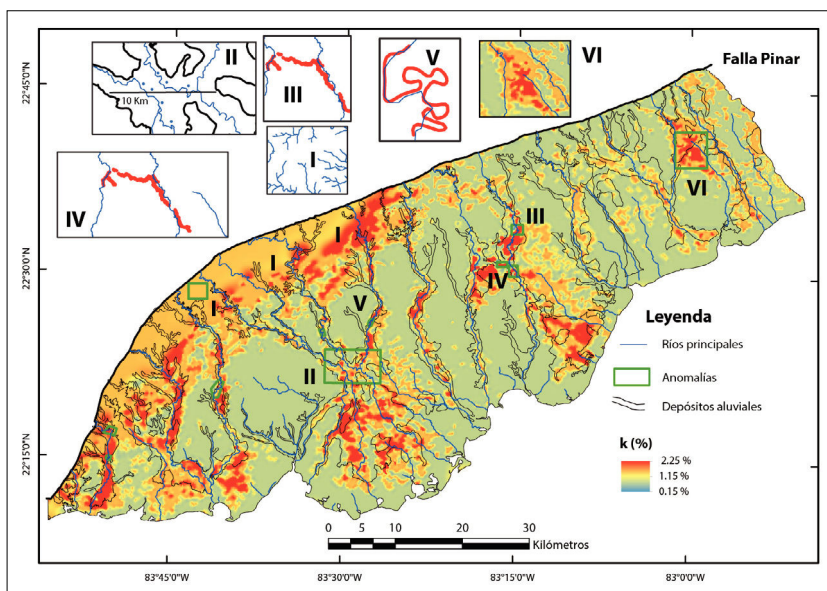 II
10 Km
III
I
V
VI
Falla Pinar
IV
22°45'0"N
22°30'0"N
22°15'0"N
I
I
I
II
III
IV
V
VI
Leyenda
Ríos principales
Anomalías
Depósitos aluviales
k (%)
2.25 %
1.15 %
0.15 %
0 5 10 20 30
Kilómetros
83°45'0"W 83°30'0"W 83°15'0"W 83°0'0"W